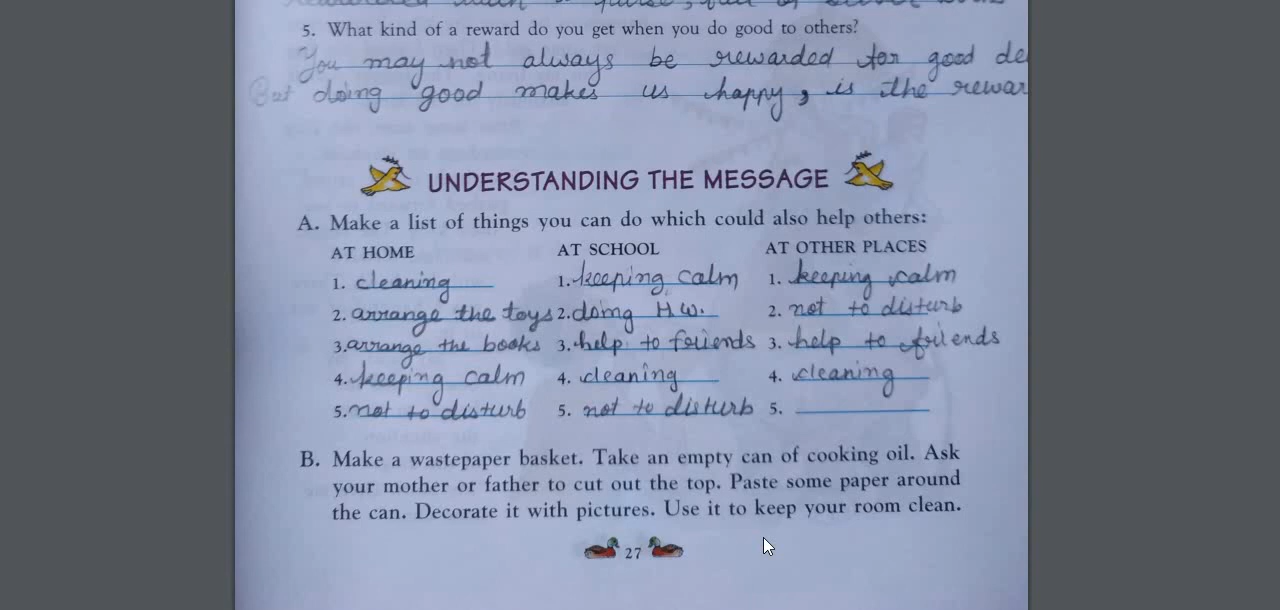 5. What kind of a reward do you get when you do good to others?
You may not always be rewarded for good de
But doing good makes us happy, is the rewar
UNDERSTANDING THE MESSAGE
A. Make a list of things you can do which could also help others:
AT HOME AT SCHOOL AT OTHER PLACES
1. cleaning 1. keeping calm 1. keeping calm
2. arrange the toys 2. doing H.W. 2. not to disturb
3. arrange the books 3. help to friends 3. help to friends
4. keeping calm 4. cleaning 4. cleaning
5. not to disturb 5. not to disturb 5.
B. Make a wastepaper basket. Take an empty can of cooking oil. Ask
your mother or father to cut out the top. Paste some paper around
the can. Decorate it with pictures. Use it to keep your room clean.
27